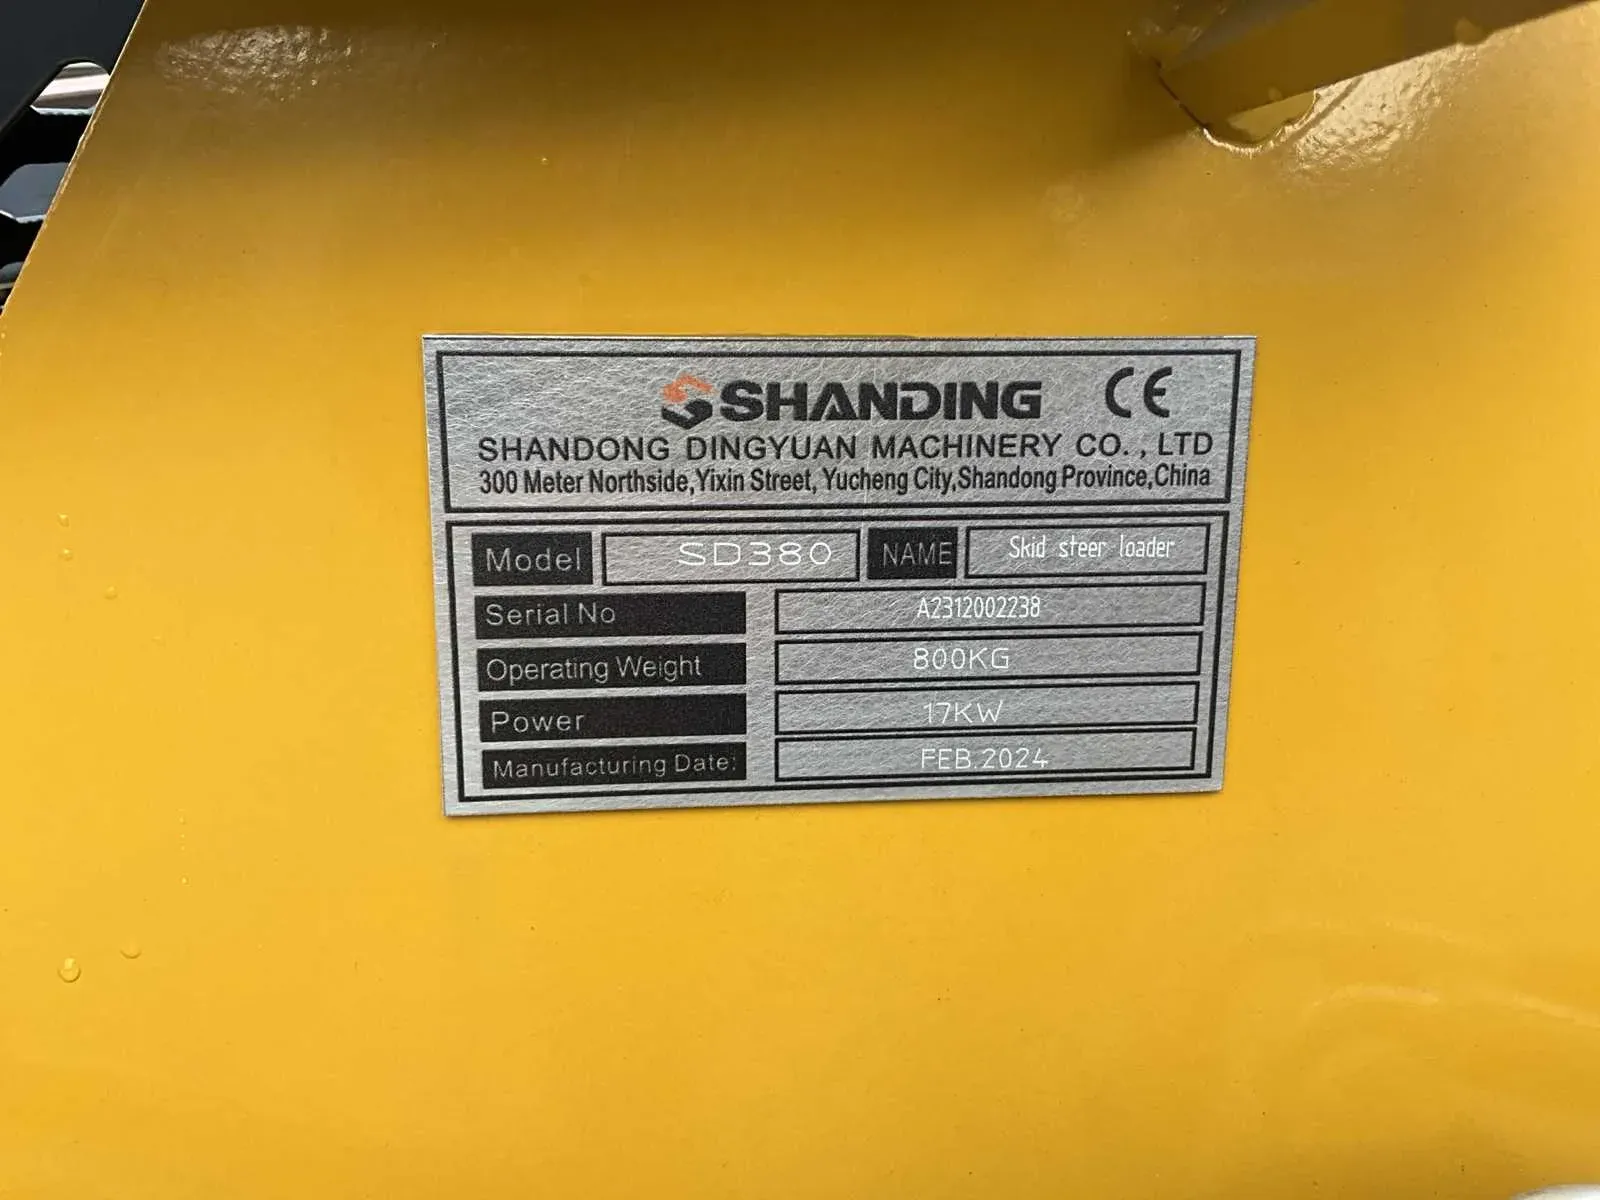 SHANDING CE
SHANDONG DINGYUAN MACHINERY CO., LTD
300 Meter Northside, Yixin Street, Yucheng City, Shandong Province, China
Model SD380 NAME Skid steer loader
Serial No A2312002238
Operating Weight 800KG
Power 17KW
Manufacturing Date: FEB.2024